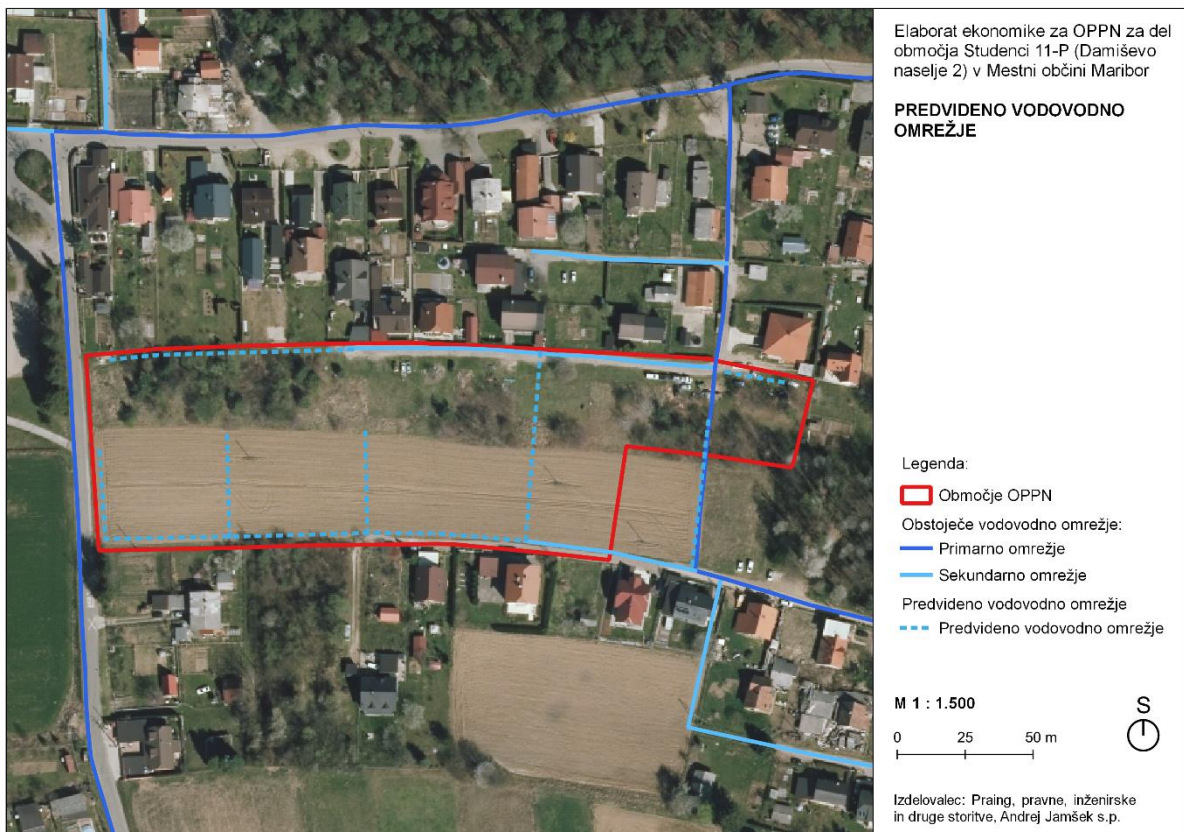 Elaborat ekonomike za OPPN za del
območja Studenci 11-P (Damiševo
naselje 2) v Mestni občini Maribor
PREDVIDENO VODOVODNO
OMREŽJE
Legenda:
Območje OPPN
Obstoječe vodovodno omrežje:
Primarno omrežje
Sekundarno omrežje
Predvideno vodovodno omrežje
Predvideno vodovodno omrežje
M 1 : 1.500
S
0 25 50 m
Izdelovalec: Praing, pravne, inženirske
in druge storitve, Andrej Jamšek s.p.